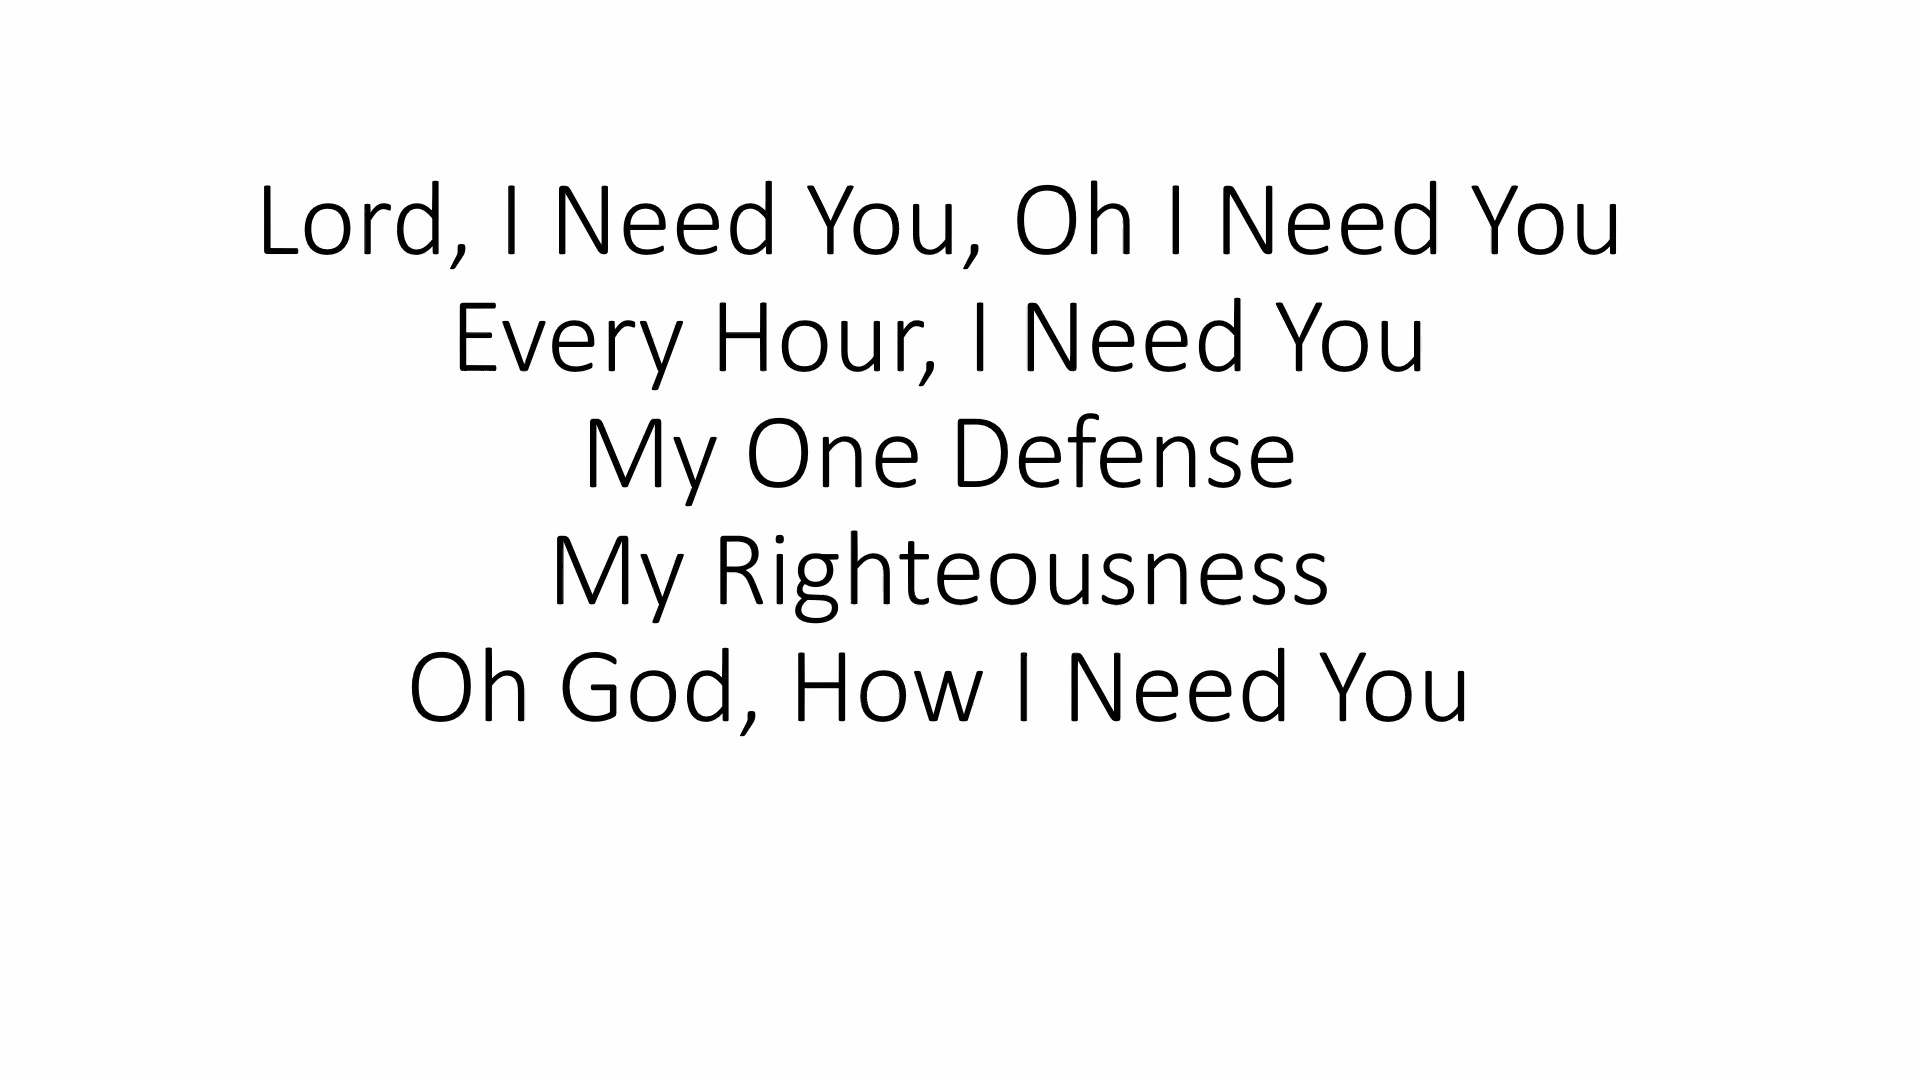 Lord, I Need You, Oh I Need You
Every Hour, I Need You
My One Defense
My Righteousness
Oh God, How I Need You